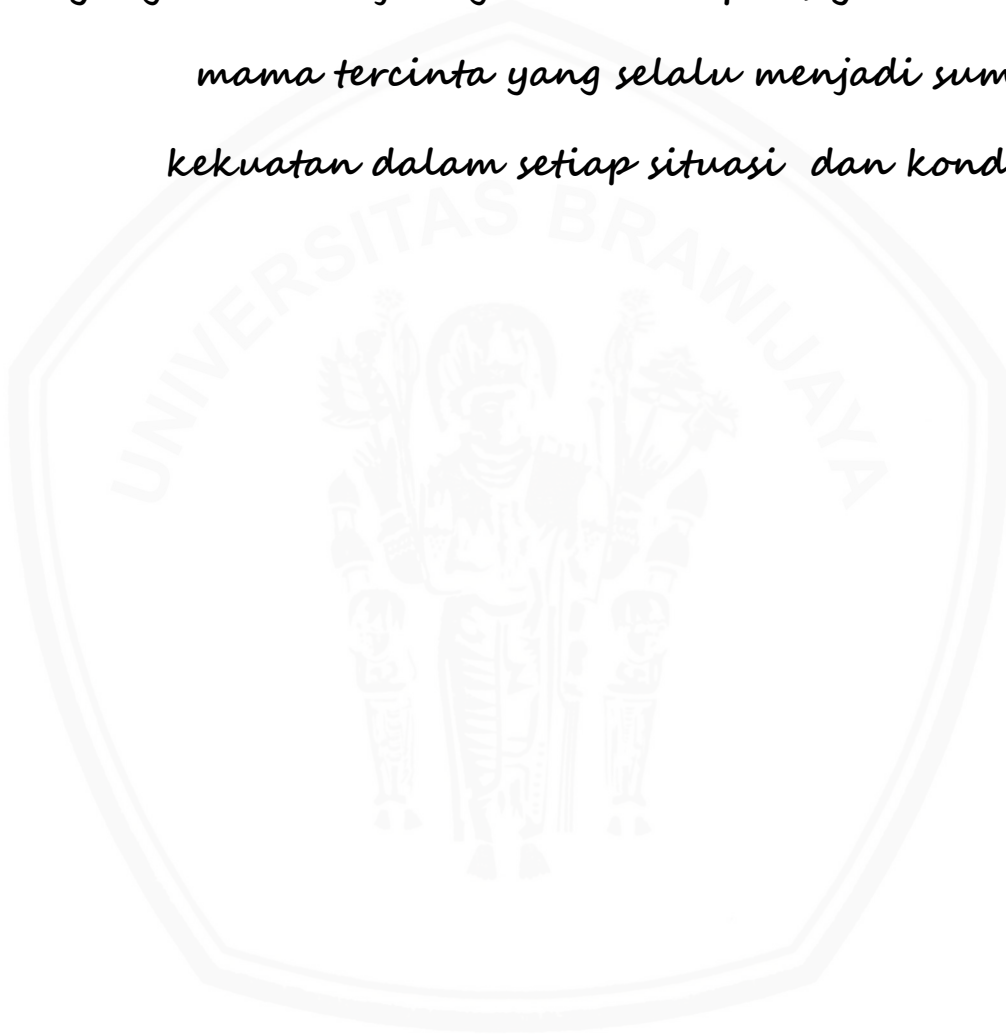 mama tercinta yang selalu menjadi sum
kekuatan dalam setiap situasi dan kond
UNIVERSITAS BRAWIJAYA